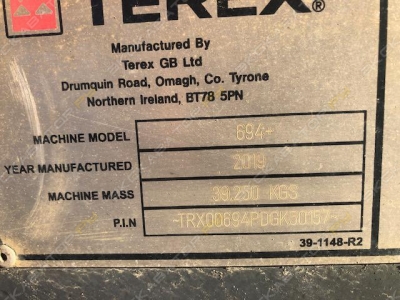 TEREX®
Manufactured By
Terex GB Ltd
Drumquin Road, Omagh, Co. Tyrone
Northern Ireland, BT78 5PN
MACHINE MODEL 694+
YEAR MANUFACTURED 2019
MACHINE MASS 39.250 KGS
P.I.N
39-1148-R2